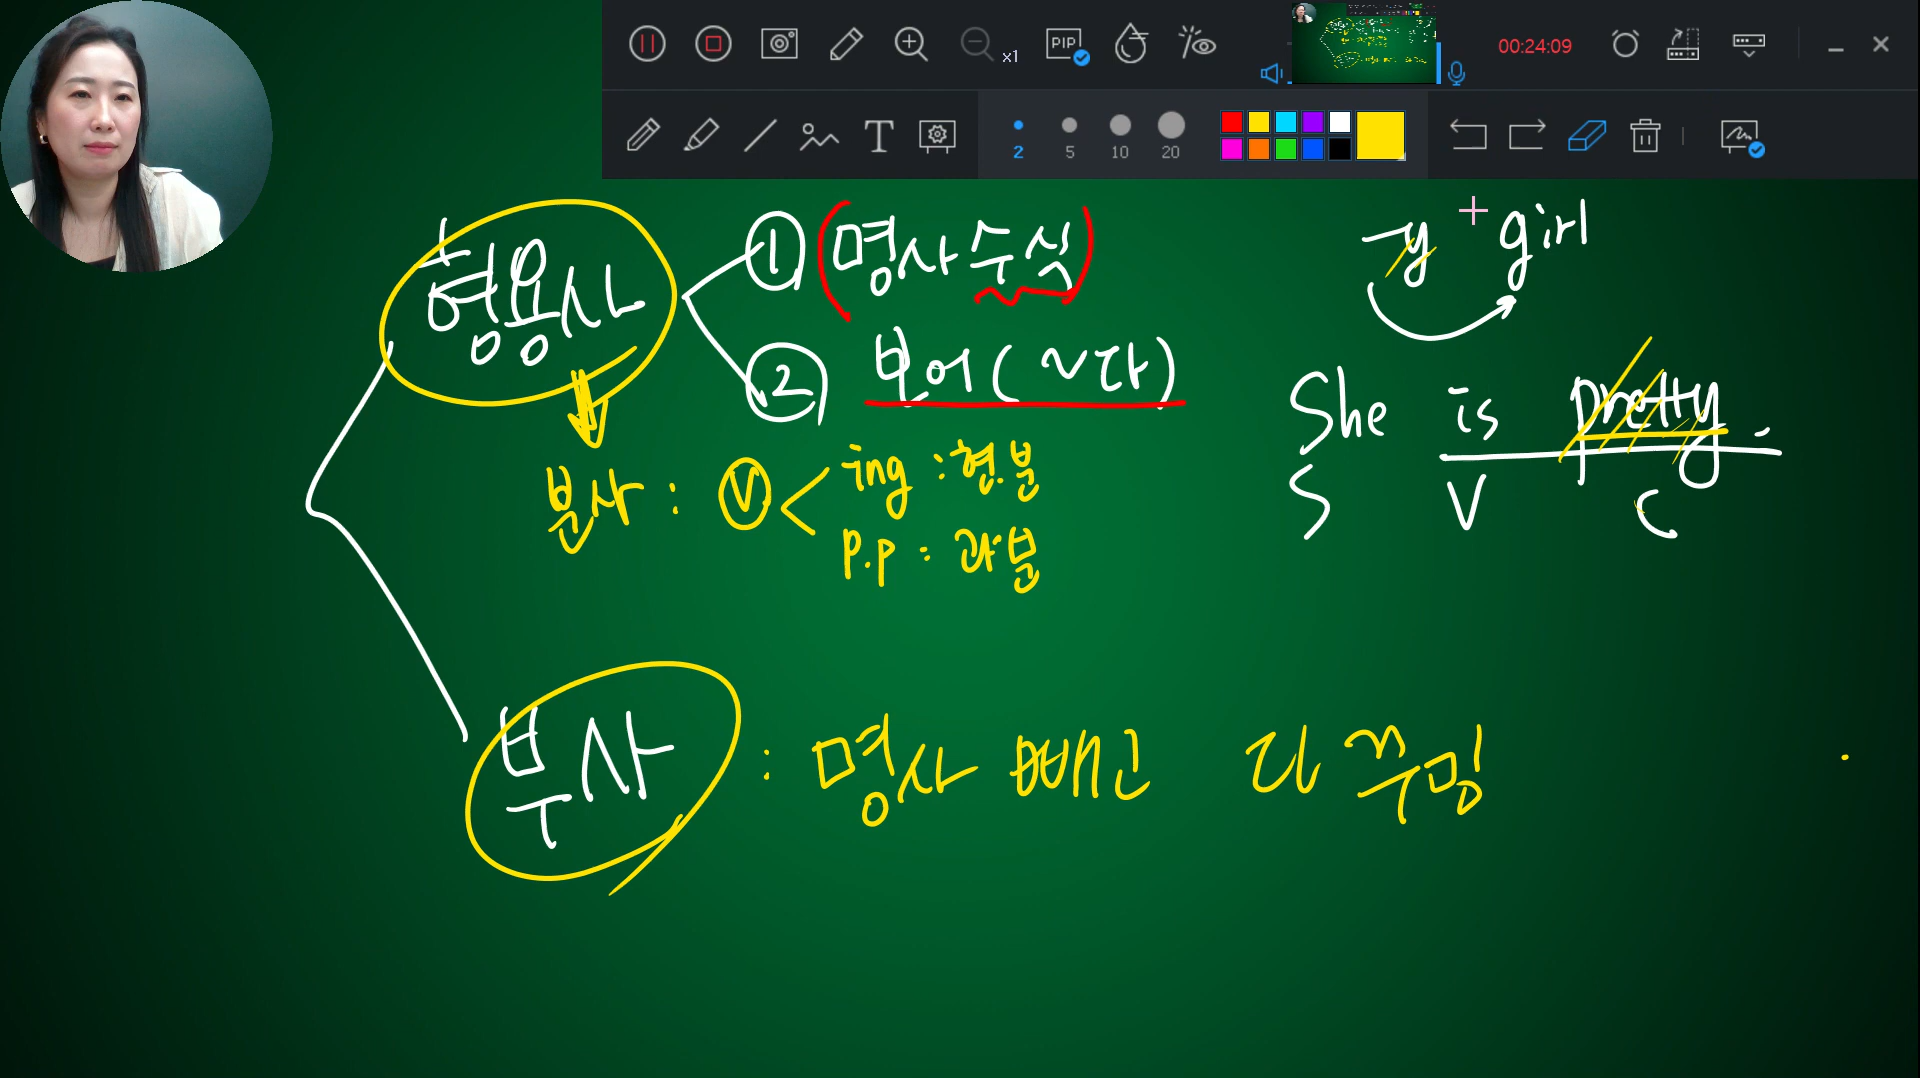 PIP
x1
00:24:09
T
2 5 10 20
형용사
① (명사 수식)
② 보어 (~다)
분사 : Ⓥ < ing : 현.분
p.p : 과분
y girl
She is pretty.
S V C
부사 : 명사 빼고 다 꾸밈